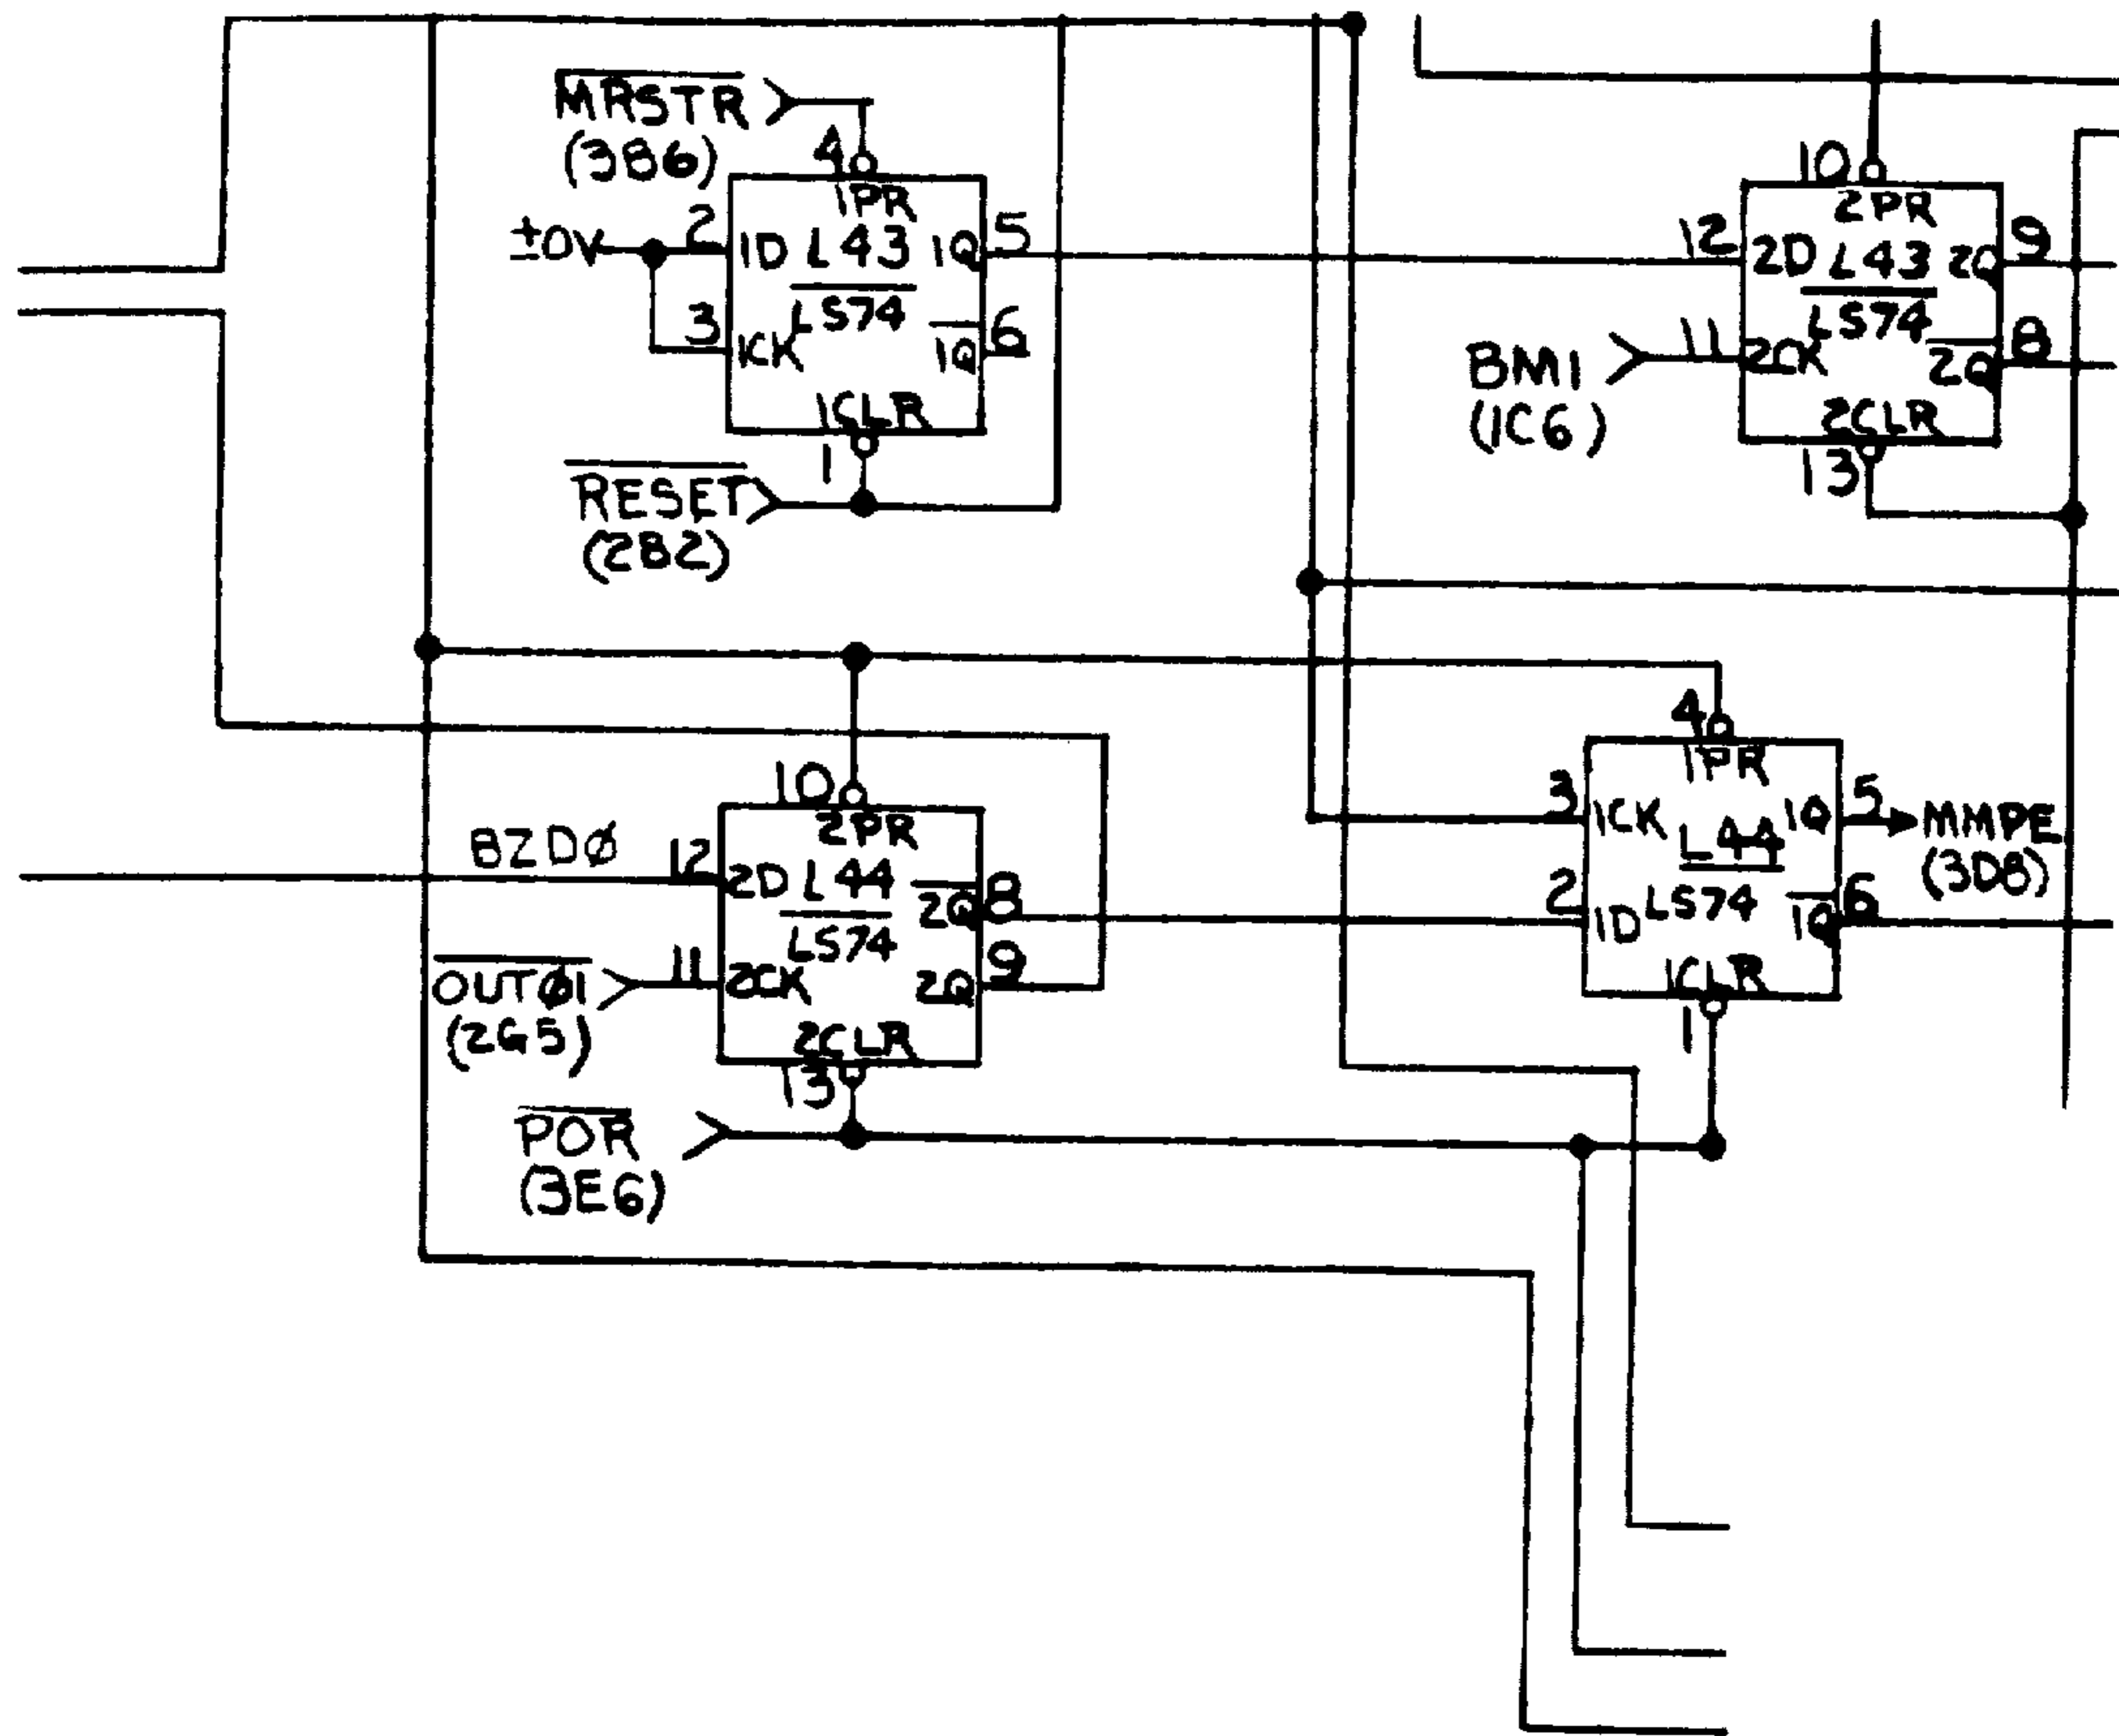 MRSTR
(3B6)
4
1PR
±0V
2
1D L43 1Q
5
3
1CK LS74 1Q
6
1CLR
1
RESET
(2B2)
10
2PR
12
2D L43 2Q
9
LS74
BM1
(1C6)
11
2CK 2Q
8
2CLR
13
BZD0
10
2PR
12
2D L44 2Q
8
LS74
OUT01
(2G5)
11
2CK 2Q
9
2CLR
13
POR
(3E6)
4
1PR
3
1CK L44 1Q
5
MMPE
(3D8)
2
1D LS74 1Q
6
1CLR
1